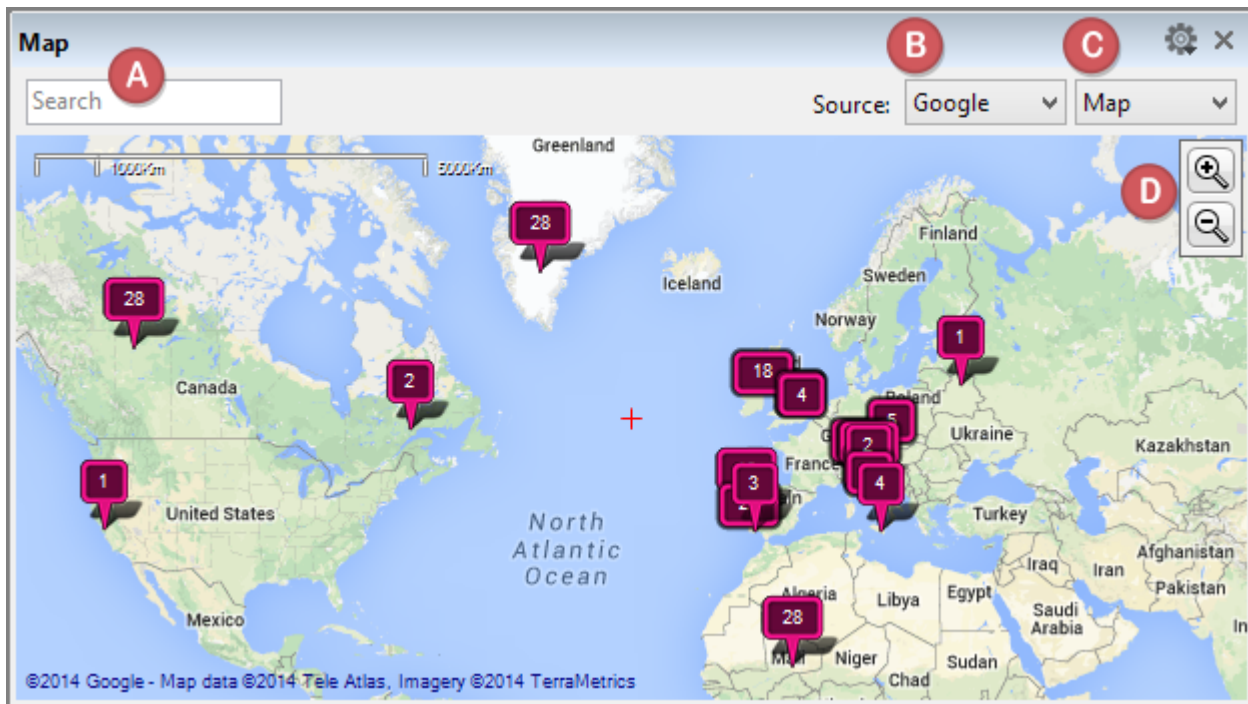 Map
A
B
C
Search
Source:
Google
Map
1000Km
5000Km
Greenland
D
28
Finland
Sweden
Iceland
28
Norway
1
2
18
4
Canada
5
Ukraine
2
Kazakhstan
1
3
France
4
United States
North
Atlantic
Ocean
Turkey
Afghanistan
Iraq
Iran
Pakistan
Algeria
Libya
Egypt
Saudi
Arabia
28
Mexico
Mali
Niger
Sudan
Chad
©2014 Google - Map data ©2014 Tele Atlas, Imagery ©2014 TerraMetrics